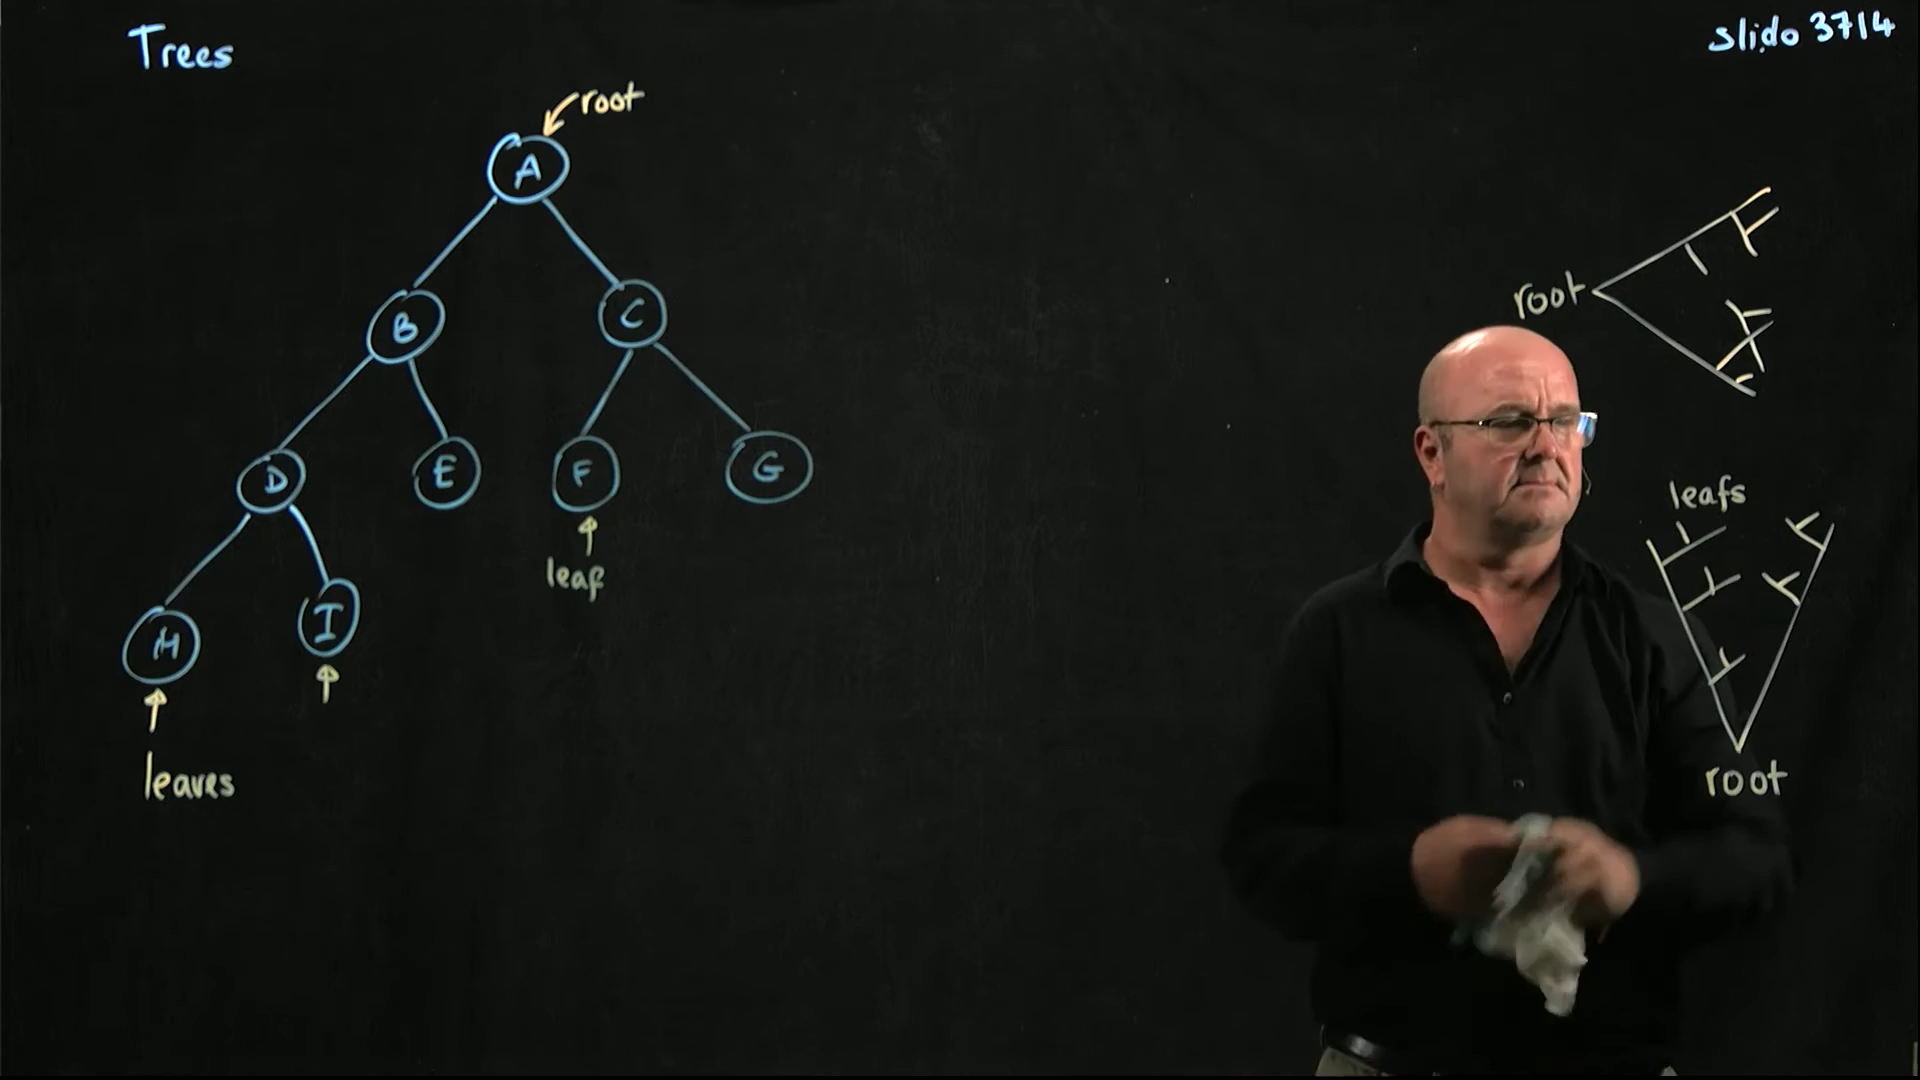 Trees
slido 3714
root
A
B
C
D
E
F
G
leaf
H
I
leaves
root
leafs
root